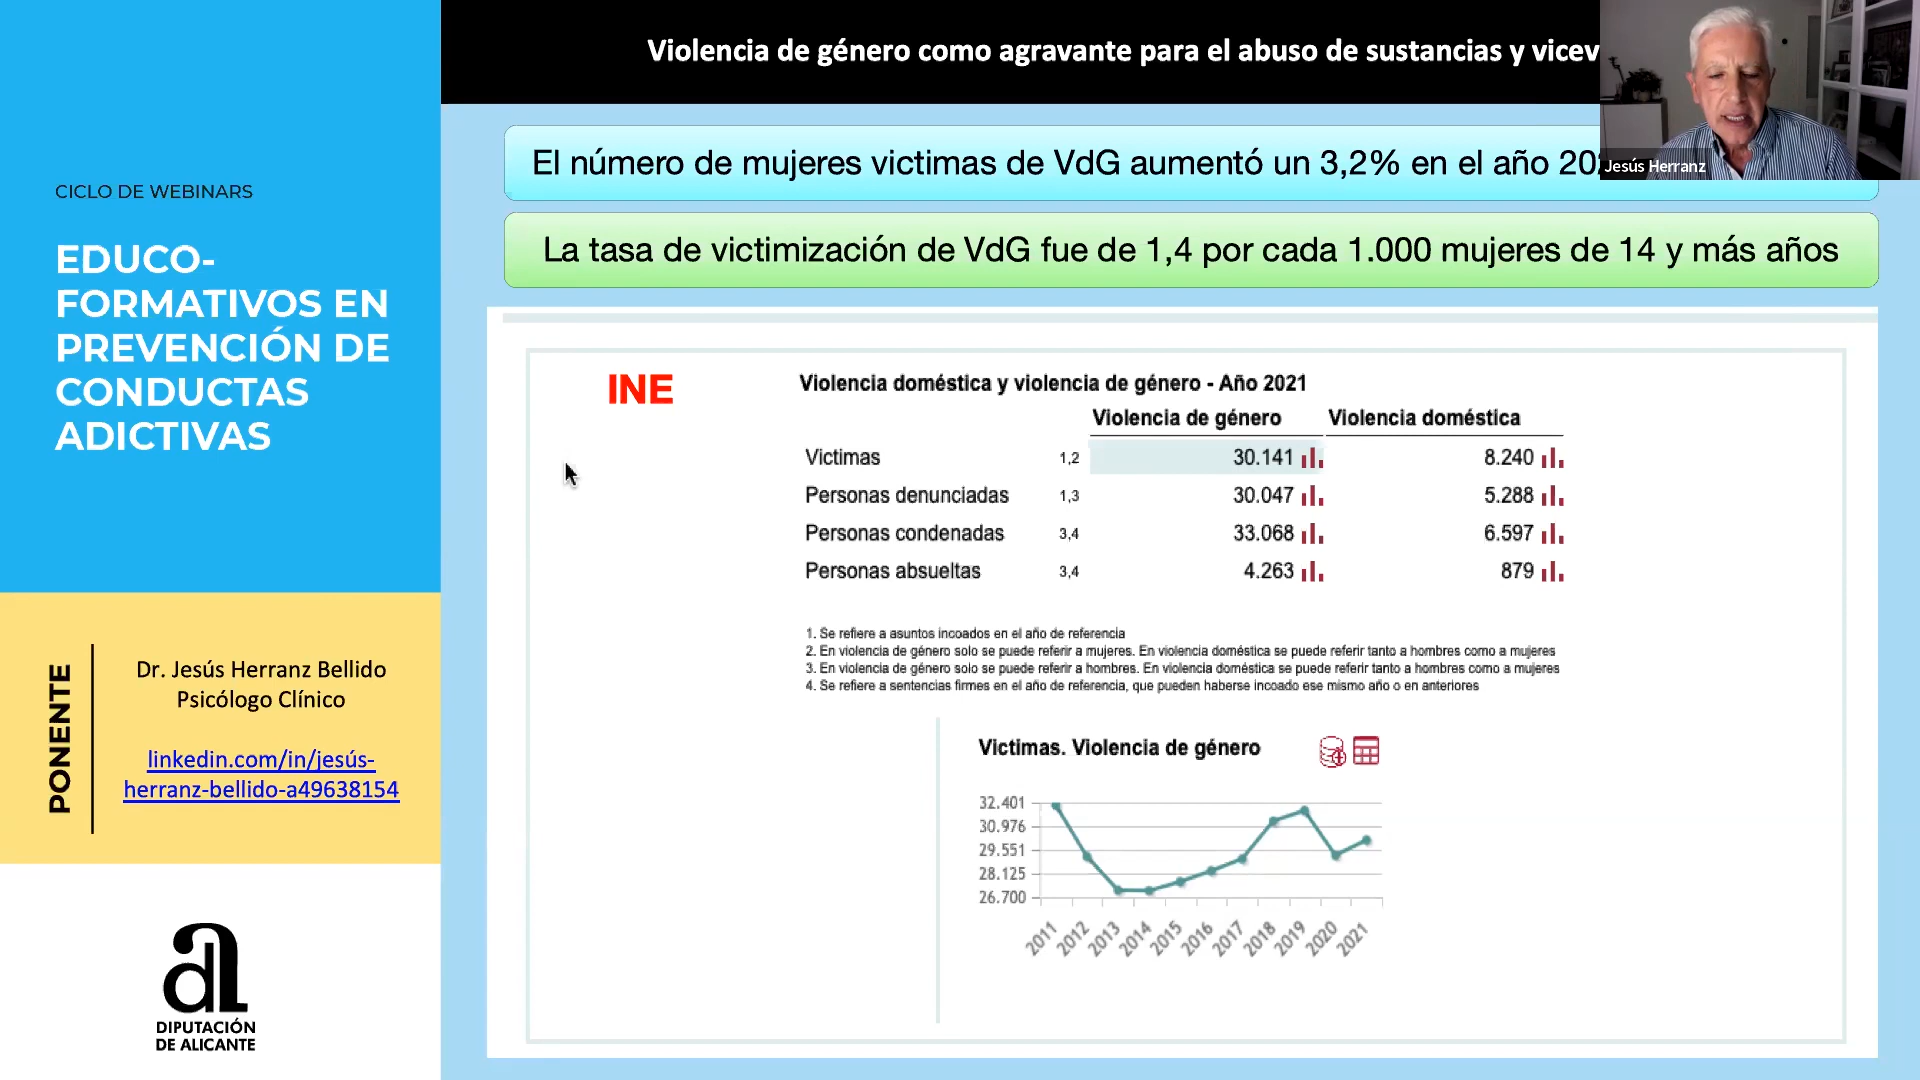 CICLO DE WEBINARS
EDUCO-
FORMATIVOS EN
PREVENCIÓN DE
CONDUCTAS
ADICTIVAS
PONENTE
Dr. Jesús Herranz Bellido
Psicólogo Clínico
linkedin.com/in/jesús-
herranz-bellido-a49638154
DIPUTACIÓN
DE ALICANTE
Violencia de género como agravante para el abuso de sustancias y
Jesús Herranz
El número de mujeres victimas de VdG aumentó un 3,2% en el año
La tasa de victimización de VdG fue de 1,4 por cada 1.000 mujeres de 14 y más años
INE
Violencia doméstica y violencia de género - Año 2021
Violencia de género Violencia doméstica
Victimas 1,2 30.141 8.240
Personas denunciadas 1,3 30.047 5.288
Personas condenadas 3,4 33.068 6.597
Personas absueltas 3,4 4.263 879
1. Se refiere a asuntos incoados en el año de referencia
2. En violencia de género solo se puede referir a mujeres. En violencia doméstica se puede referir tanto a hombres como a mujeres
3. En violencia de género solo se puede referir a hombres. En violencia doméstica se puede referir tanto a hombres como a mujeres
4. Se refiere a sentencias firmes en el año de referencia, que pueden haberse incoado ese mismo año o en anteriores
Victimas. Violencia de género
32.401
30.976
29.551
28.125
26.700
2011 2012 2013 2014 2015 2016 2017 2018 2019 2020 2021